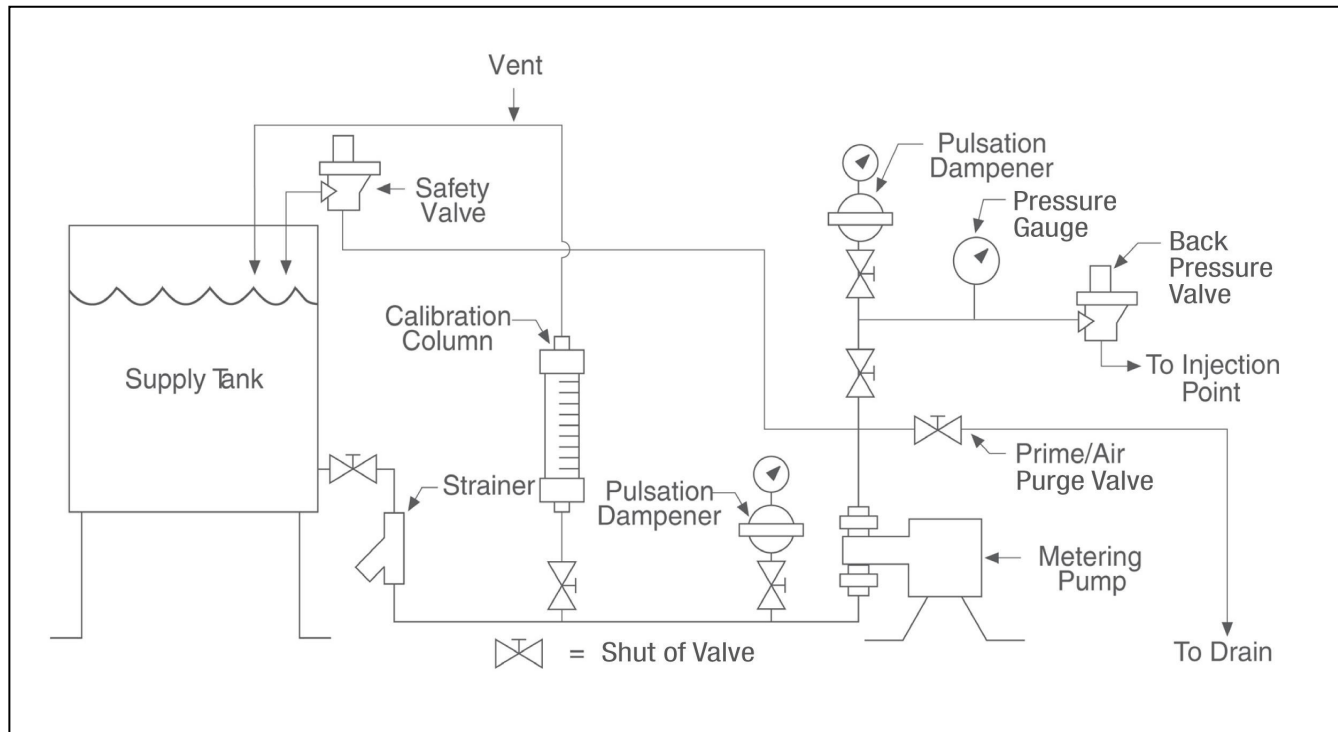 Vent
Pulsation
Dampener
Safety
Valve
Pressure
Gauge
Back
Pressure
Valve
Calibration
Column
Supply Tank
To Injection
Point
Strainer
Pulsation
Dampener
Prime/Air
Purge Valve
Metering
Pump
= Shut of Valve
To Drain